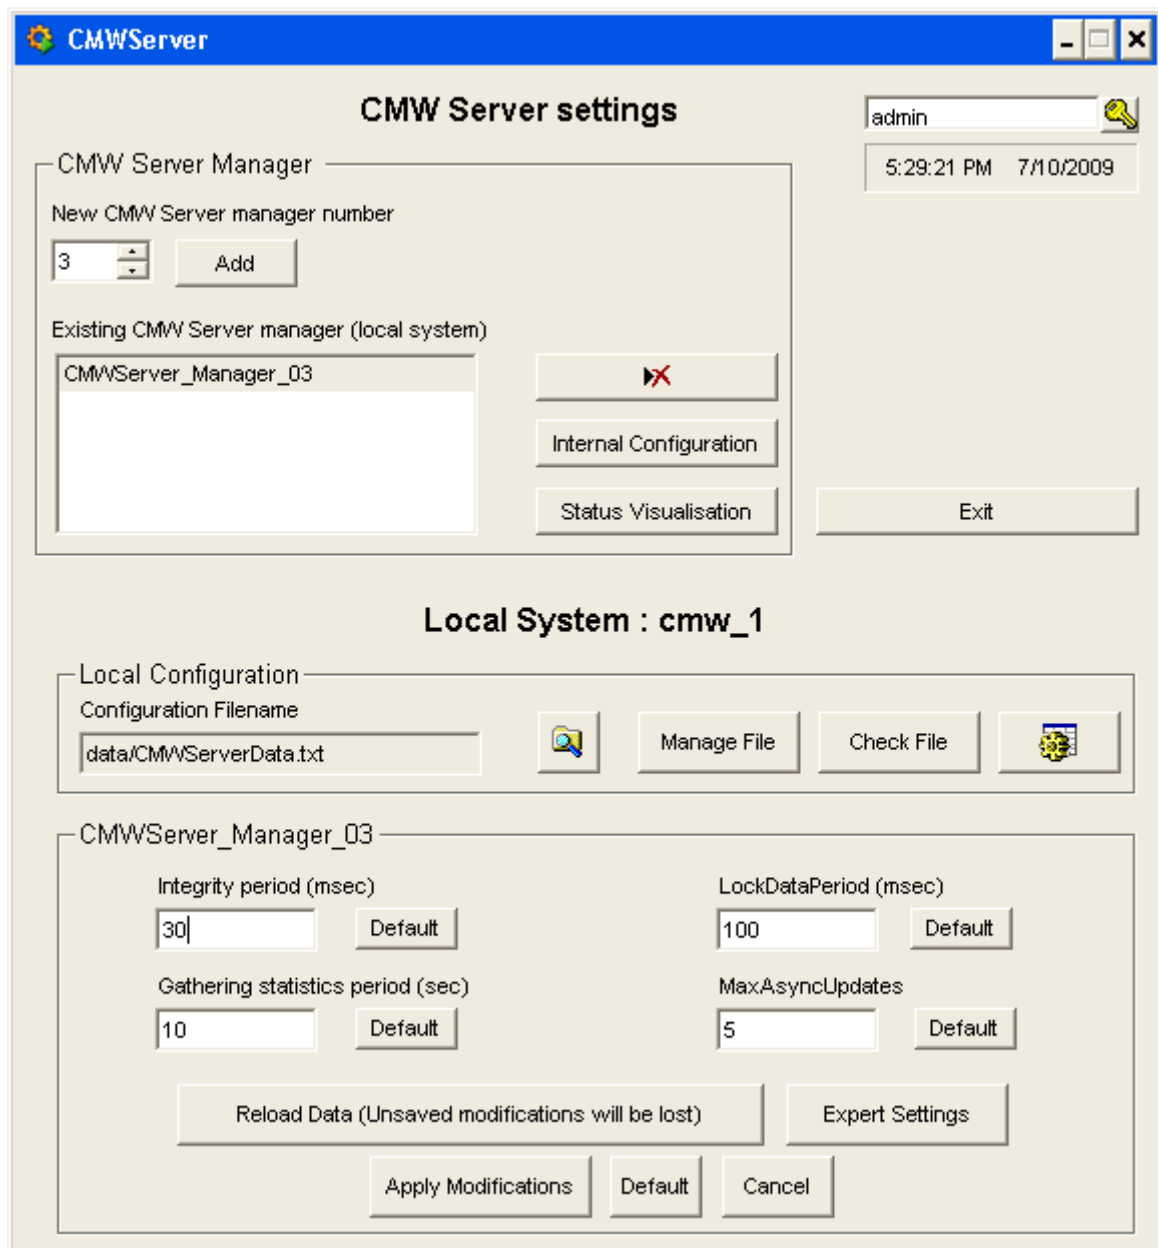 CMWServer
CMW Server settings
admin
5:29:21 PM 7/10/2009
CMW Server Manager
New CMW Server manager number
3
Add
Existing CMW Server manager (local system)
CMWServer_Manager_03
Internal Configuration
Status Visualisation
Exit
Local System : cmw_1
Local Configuration
Configuration Filename
data/CMWServerData.txt
Manage File
Check File
CMWServer_Manager_03
Integrity period (msec)
LockDataPeriod (msec)
30
Default
100
Default
Gathering statistics period (sec)
MaxAsyncUpdates
10
Default
5
Default
Reload Data (Unsaved modifications will be lost)
Expert Settings
Apply Modifications
Default
Cancel